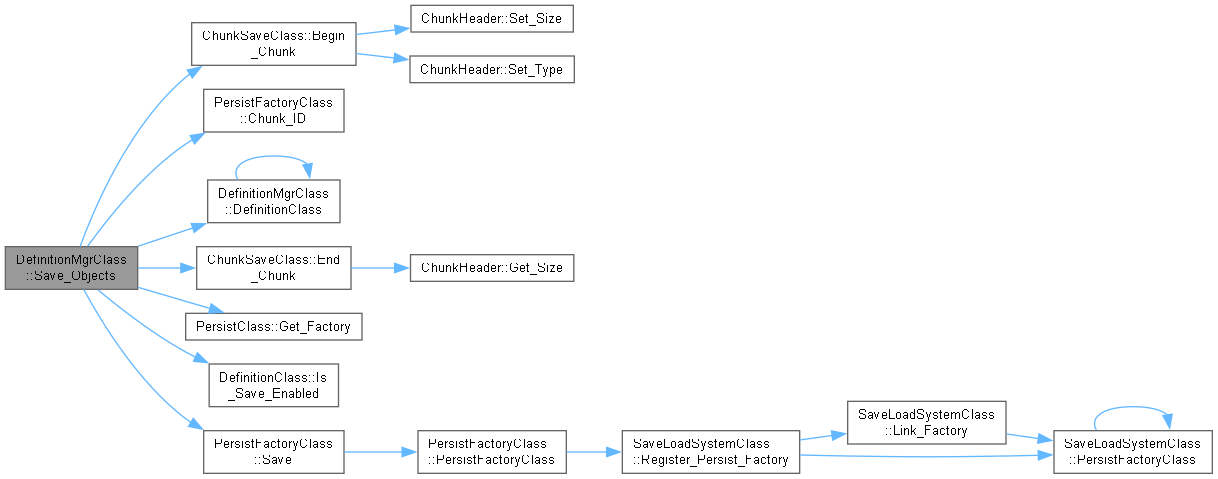 DefinitionMgrClass
::Save_Objects
ChunkSaveClass::Begin
_Chunk
ChunkHeader::Set_Size
ChunkHeader::Set_Type
PersistFactoryClass
::Chunk_ID
DefinitionMgrClass
::DefinitionClass
ChunkSaveClass::End
_Chunk
ChunkHeader::Get_Size
PersistClass::Get_Factory
DefinitionClass::Is
_Save_Enabled
PersistFactoryClass
::Save
PersistFactoryClass
::PersistFactoryClass
SaveLoadSystemClass
::Register_Persist_Factory
SaveLoadSystemClass
::Link_Factory
SaveLoadSystemClass
::PersistFactoryClass